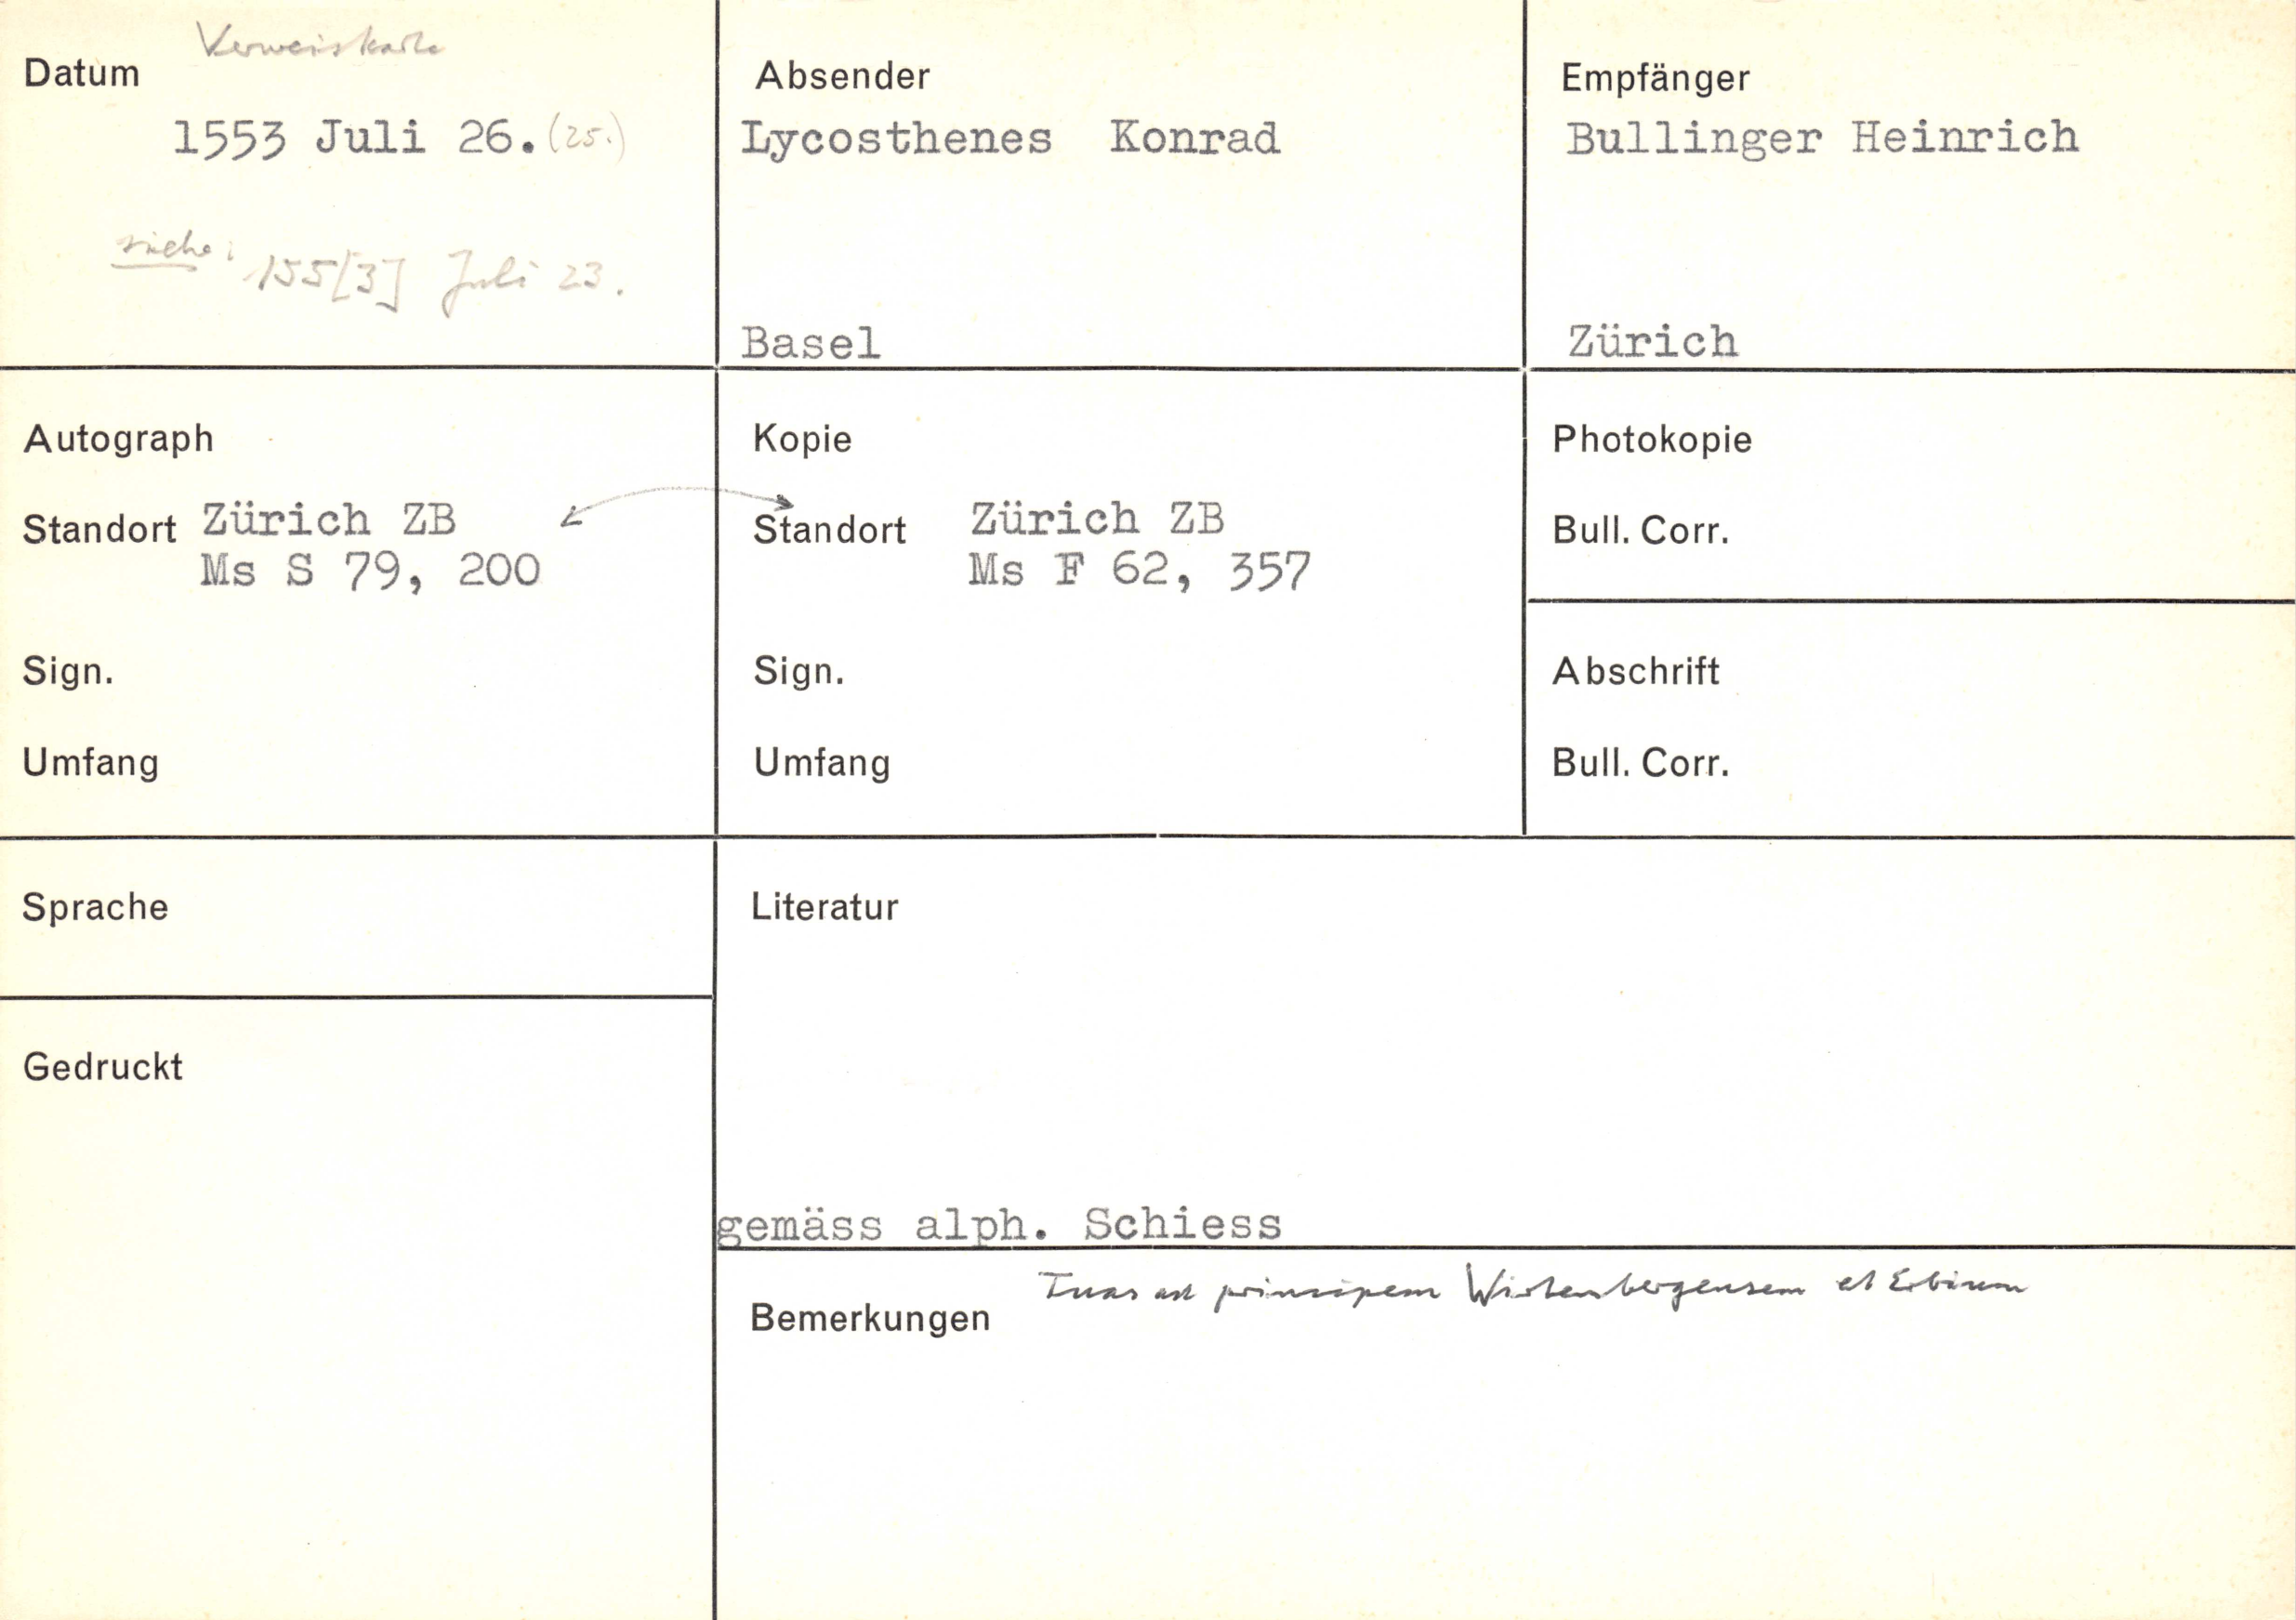 Verweiskarte
Datum
1553 Juli 26. (25.)
siehe: 155[3] Juli 23.
Absender
Lycosthenes Konrad
Basel
Empfänger
Bullinger Heinrich
Zürich
Autograph
Standort Zürich ZB
Ms S 79, 200
Sign.
Umfang
Kopie
Standort Zürich ZB
Ms F 62, 357
Sign.
Umfang
Photokopie
Bull. Corr.
Abschrift
Bull. Corr.
Sprache
Gedruckt
Literatur
gemäss alph. Schiess
Bemerkungen Tuas ad principem Wirtenbergensem et Erbium